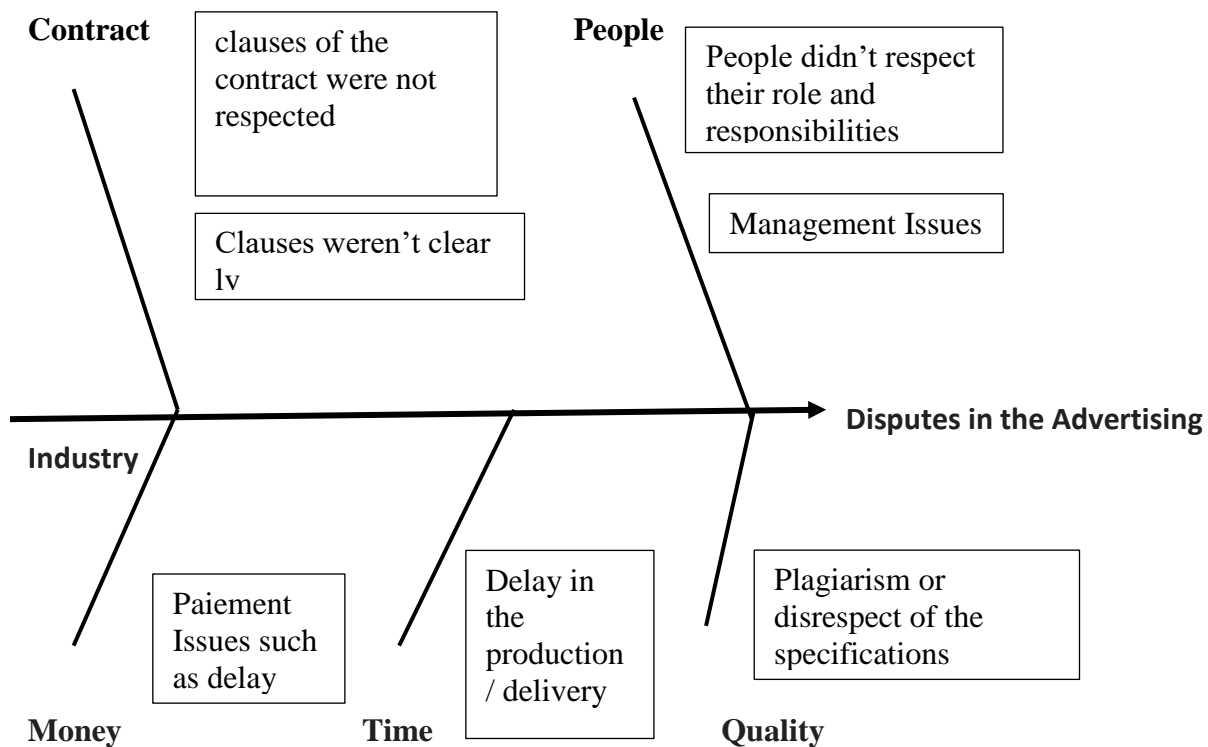 Contract
clauses of the
contract were not
respected
Clauses weren’t clear
ly
People
People didn’t respect
their role and
responsibilities
Management Issues
Disputes in the Advertising
Industry
Paiement
Issues such
as delay
Money
Delay in
the
production
/ delivery
Time
Plagiarism or
disrespect of the
specifications
Quality